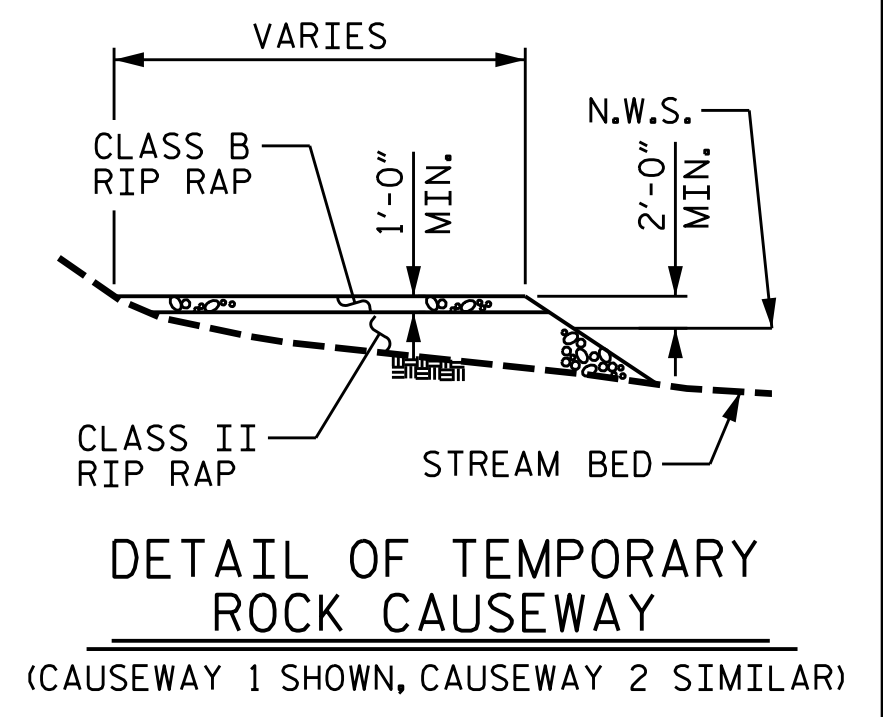 VARIES
N.W.S.
CLASS B
RIP RAP
1'-0"
MIN.
2'-0"
MIN.
CLASS II
RIP RAP
STREAM BED
DETAIL OF TEMPORARY
ROCK CAUSEWAY
(CAUSEWAY 1 SHOWN, CAUSEWAY 2 SIMILAR)